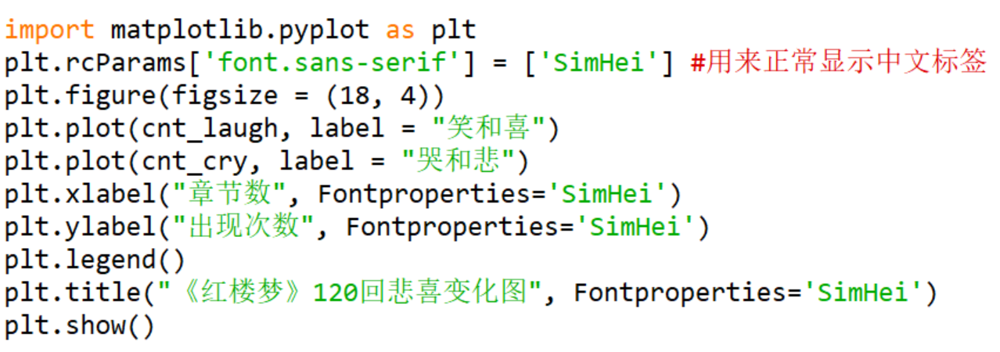 import matplotlib.pyplot as plt
plt.rcParams['font.sans-serif'] = ['SimHei'] #用来正常显示中文标签
plt.figure(figsize = (18, 4))
plt.plot(cnt_laugh, label = "笑和喜")
plt.plot(cnt_cry, label = "哭和悲")
plt.xlabel("章节数", Fontproperties='SimHei')
plt.ylabel("出现次数", Fontproperties='SimHei')
plt.legend()
plt.title("《红楼梦》120回悲喜变化图", Fontproperties='SimHei')
plt.show()